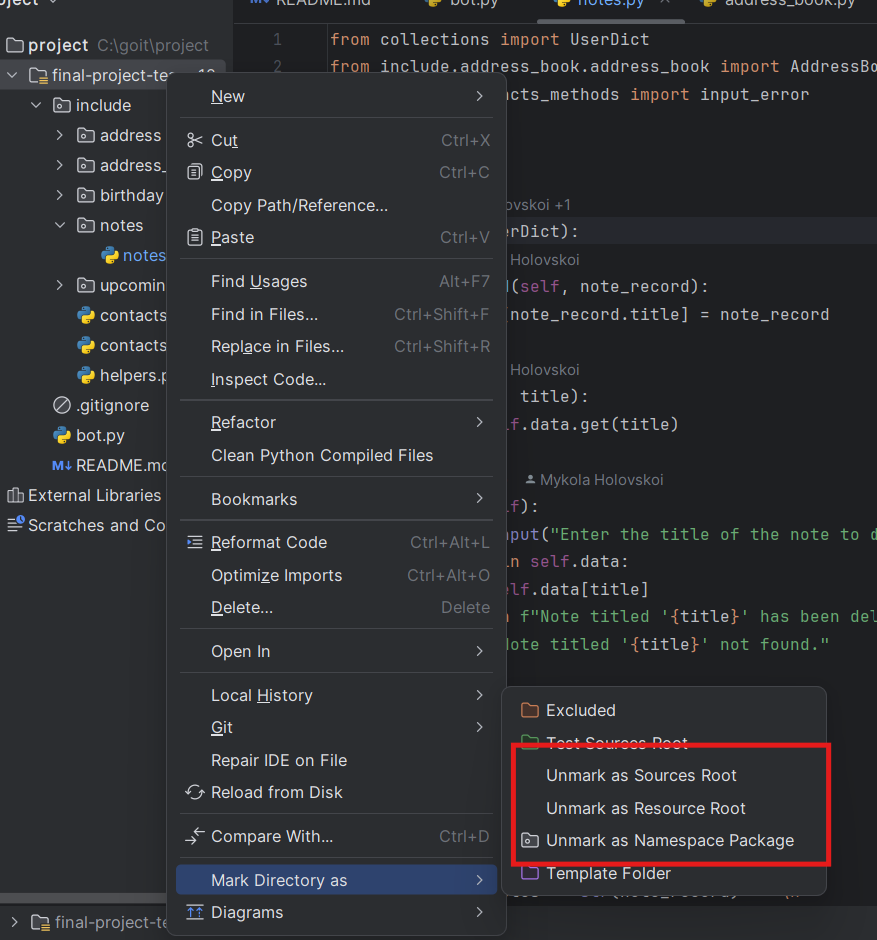 project
README.md
bot.py
notes.py
address_book.py
project C:\goit\project
final-project-te
include
address
address_
birthday
notes
notes
upcomin
contacts
contacts
helpers.p
.gitignore
bot.py
M↓ README.md
External Libraries
Scratches and Co
final-project-te
1 from collections import UserDict
2 from include.address_book.address_book import AddressBo
acts_methods import input_error
ovskoi +1
erDict):
Holovskoi
(self, note_record):
[note_record.title] = note_record
Holovskoi
title):
lf.data.get(title)
Mykola Holovskoi
lf):
nput("Enter the title of the note to d
in self.data:
elf.data[title]
f"Note titled '{title}' has been del
Note titled '{title}' not found."
New
Cut Ctrl+X
Copy Ctrl+C
Copy Path/Reference...
Paste Ctrl+V
Find Usages Alt+F7
Find in Files... Ctrl+Shift+F
Replace in Files... Ctrl+Shift+R
Inspect Code...
Refactor
Clean Python Compiled Files
Bookmarks
Reformat Code Ctrl+Alt+L
Optimize Imports Ctrl+Alt+O
Delete... Delete
Open In
Local History
Git
Repair IDE on File
Reload from Disk
Compare With... Ctrl+D
Mark Directory as
Diagrams
Excluded
Test Sources Root
Unmark as Sources Root
Unmark as Resource Root
Unmark as Namespace Package
Template Folder